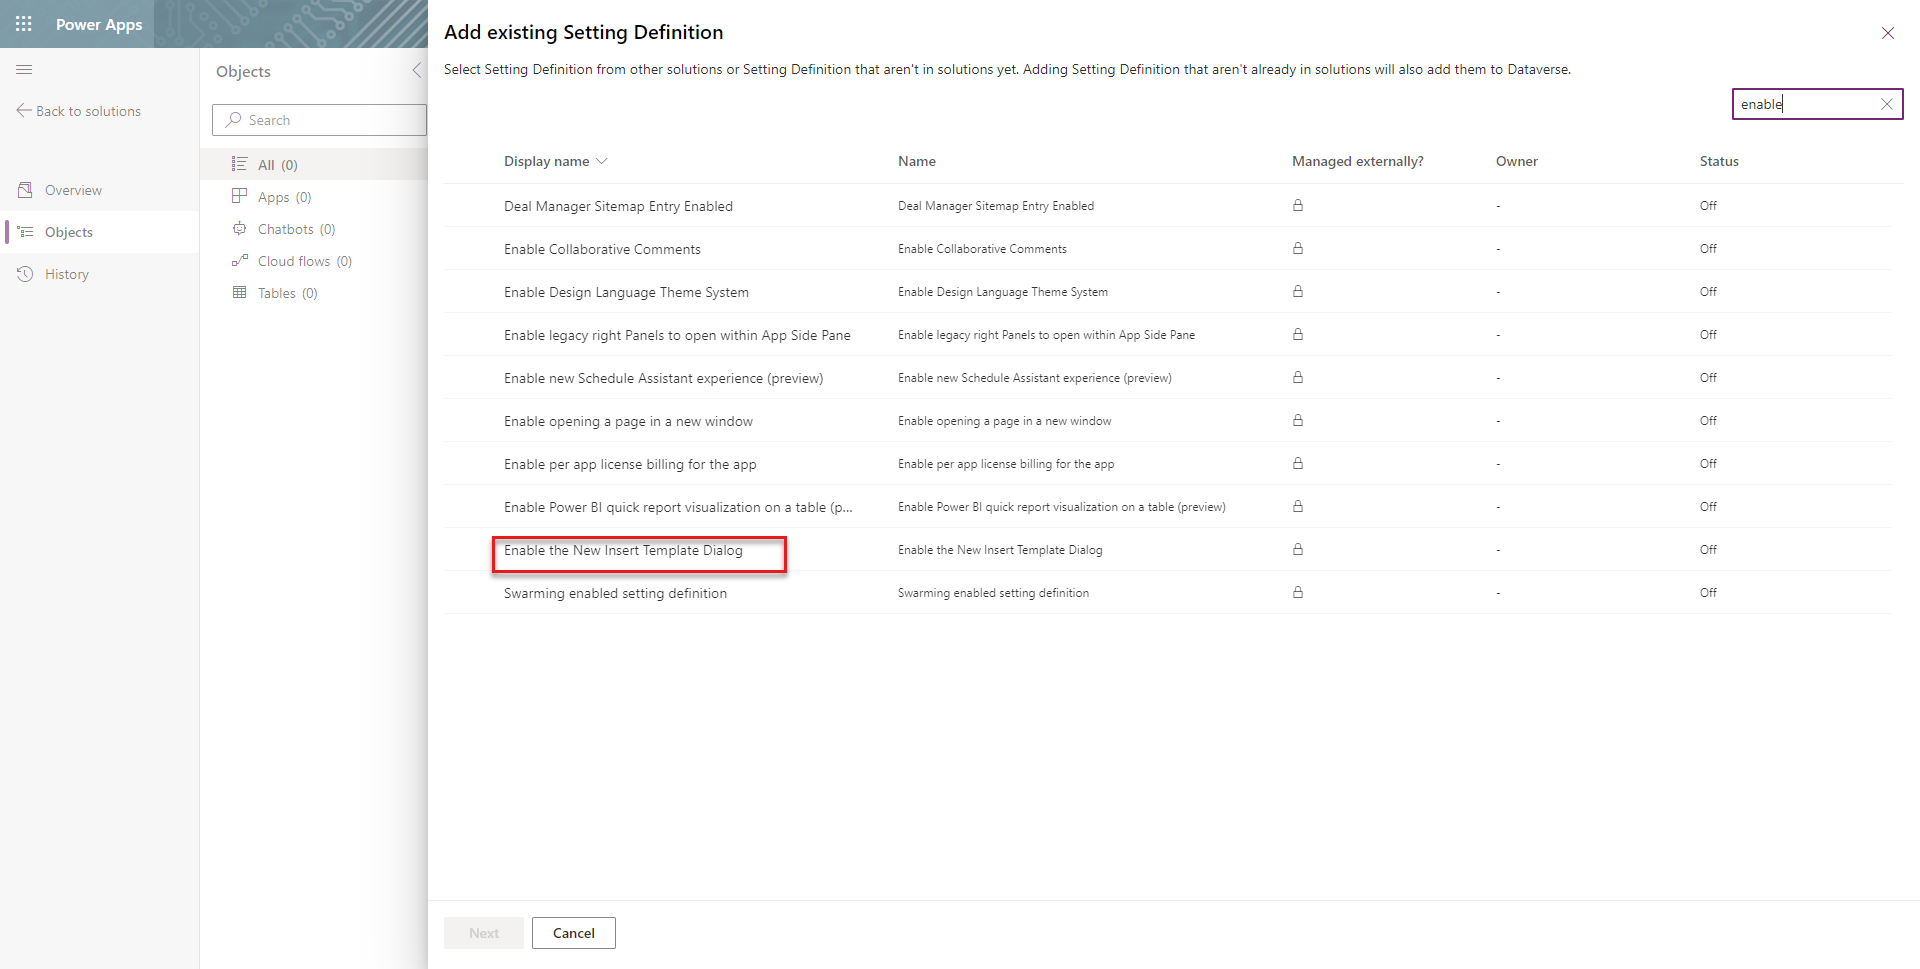 Power Apps
Back to solutions
Overview
Objects
History
Objects
Search
All (0)
Apps (0)
Chatbots (0)
Cloud flows (0)
Tables (0)
Add existing Setting Definition
Select Setting Definition from other solutions or Setting Definition that aren't in solutions yet. Adding Setting Definition that aren't already in solutions will also add them to Dataverse.
enable
Display name Name Managed externally? Owner Status
Deal Manager Sitemap Entry Enabled Deal Manager Sitemap Entry Enabled - Off
Enable Collaborative Comments Enable Collaborative Comments - Off
Enable Design Language Theme System Enable Design Language Theme System - Off
Enable legacy right Panels to open within App Side Pane Enable legacy right Panels to open within App Side Pane - Off
Enable new Schedule Assistant experience (preview) Enable new Schedule Assistant experience (preview) - Off
Enable opening a page in a new window Enable opening a page in a new window - Off
Enable per app license billing for the app Enable per app license billing for the app - Off
Enable Power BI quick report visualization on a table (p... Enable Power BI quick report visualization on a table (preview) - Off
Enable the New Insert Template Dialog Enable the New Insert Template Dialog - Off
Swarming enabled setting definition Swarming enabled setting definition - Off
Next Cancel